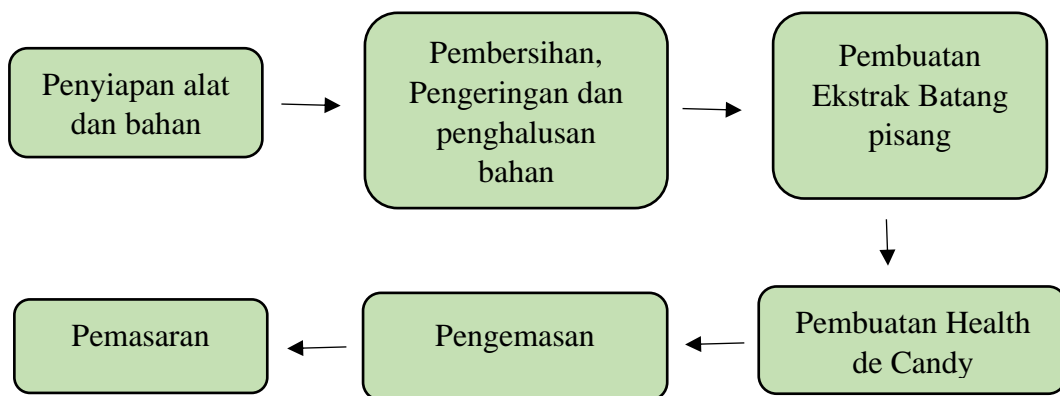 Penyiapan alat
dan bahan
Pembersihan,
Pengeringan dan
penghalusan
bahan
Pembuatan
Ekstrak Batang
pisang
Pembuatan Health
de Candy
Pengemasan
Pemasaran